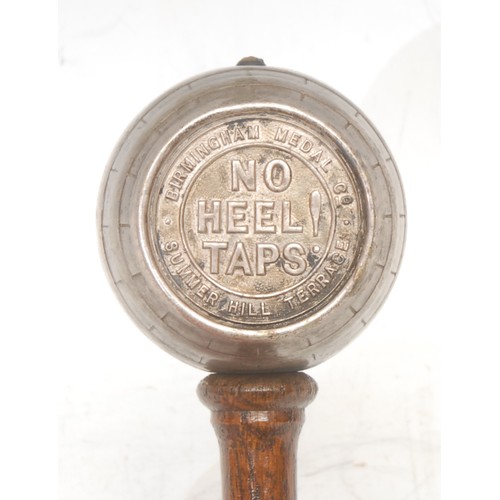 BIRMINGHAM MEDAL CO.
NO
HEEL!
TAPS.
SUMMER HILL TERRACE